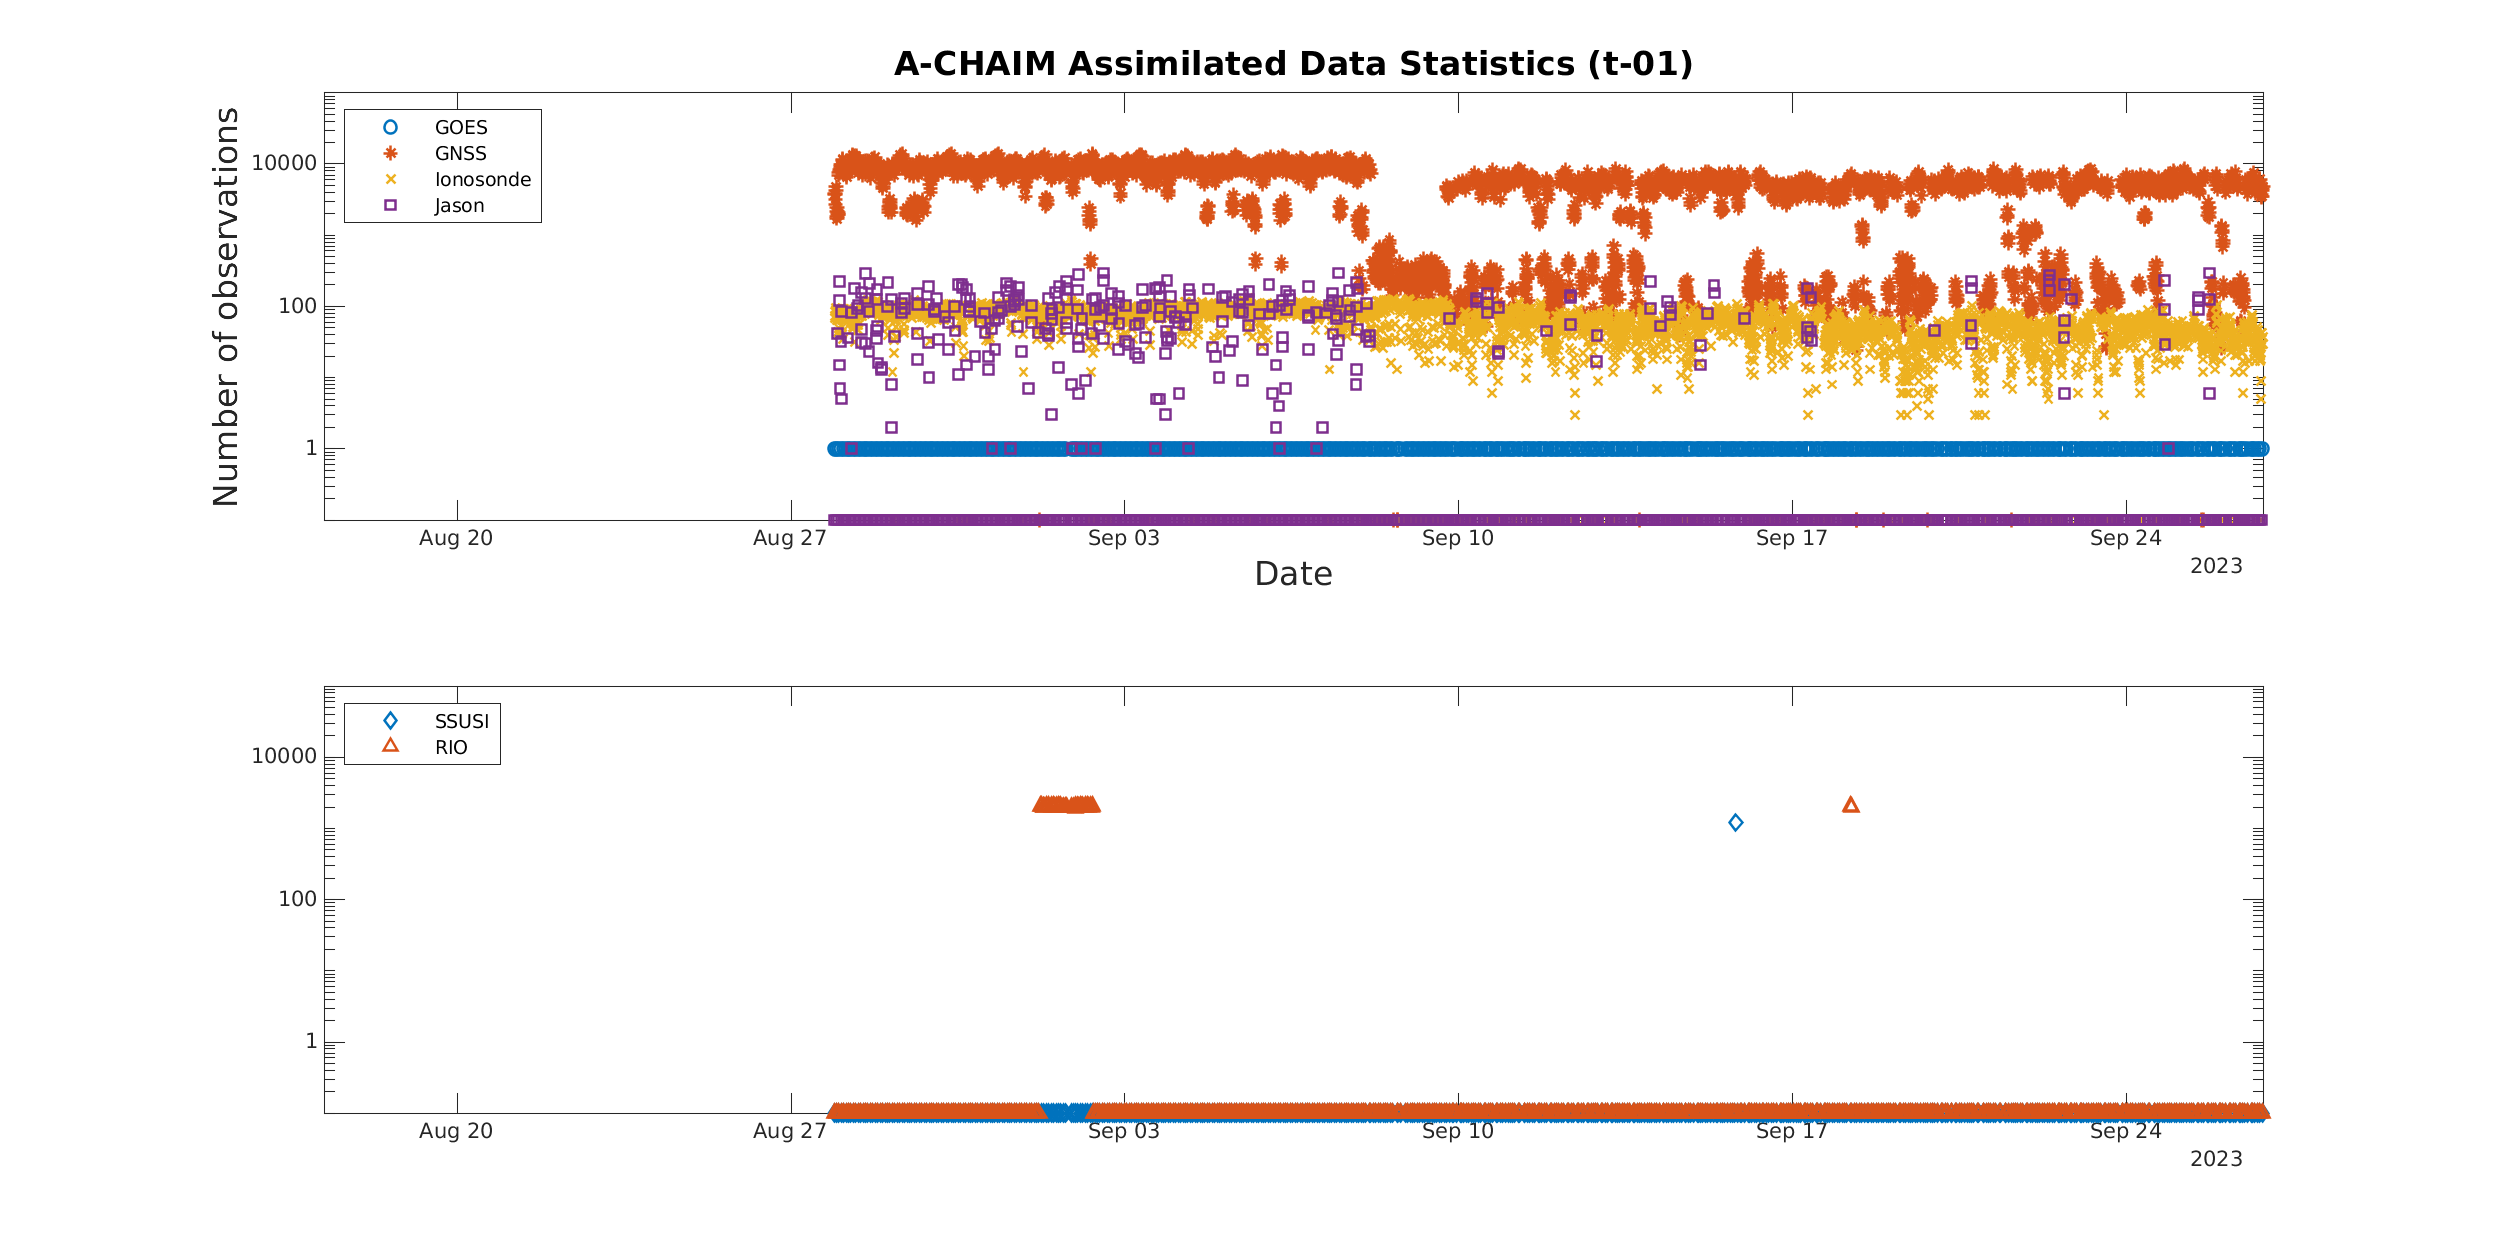 A-CHAIM Assimilated Data Statistics (t-01)
GOES
GNSS
Ionosonde
Jason
Number of observations
10000
100
1
Aug 20 Aug 27 Sep 03 Sep 10 Sep 17 Sep 24
2023
Date
SSUSI
RIO
10000
100
1
Aug 20 Aug 27 Sep 03 Sep 10 Sep 17 Sep 24
2023